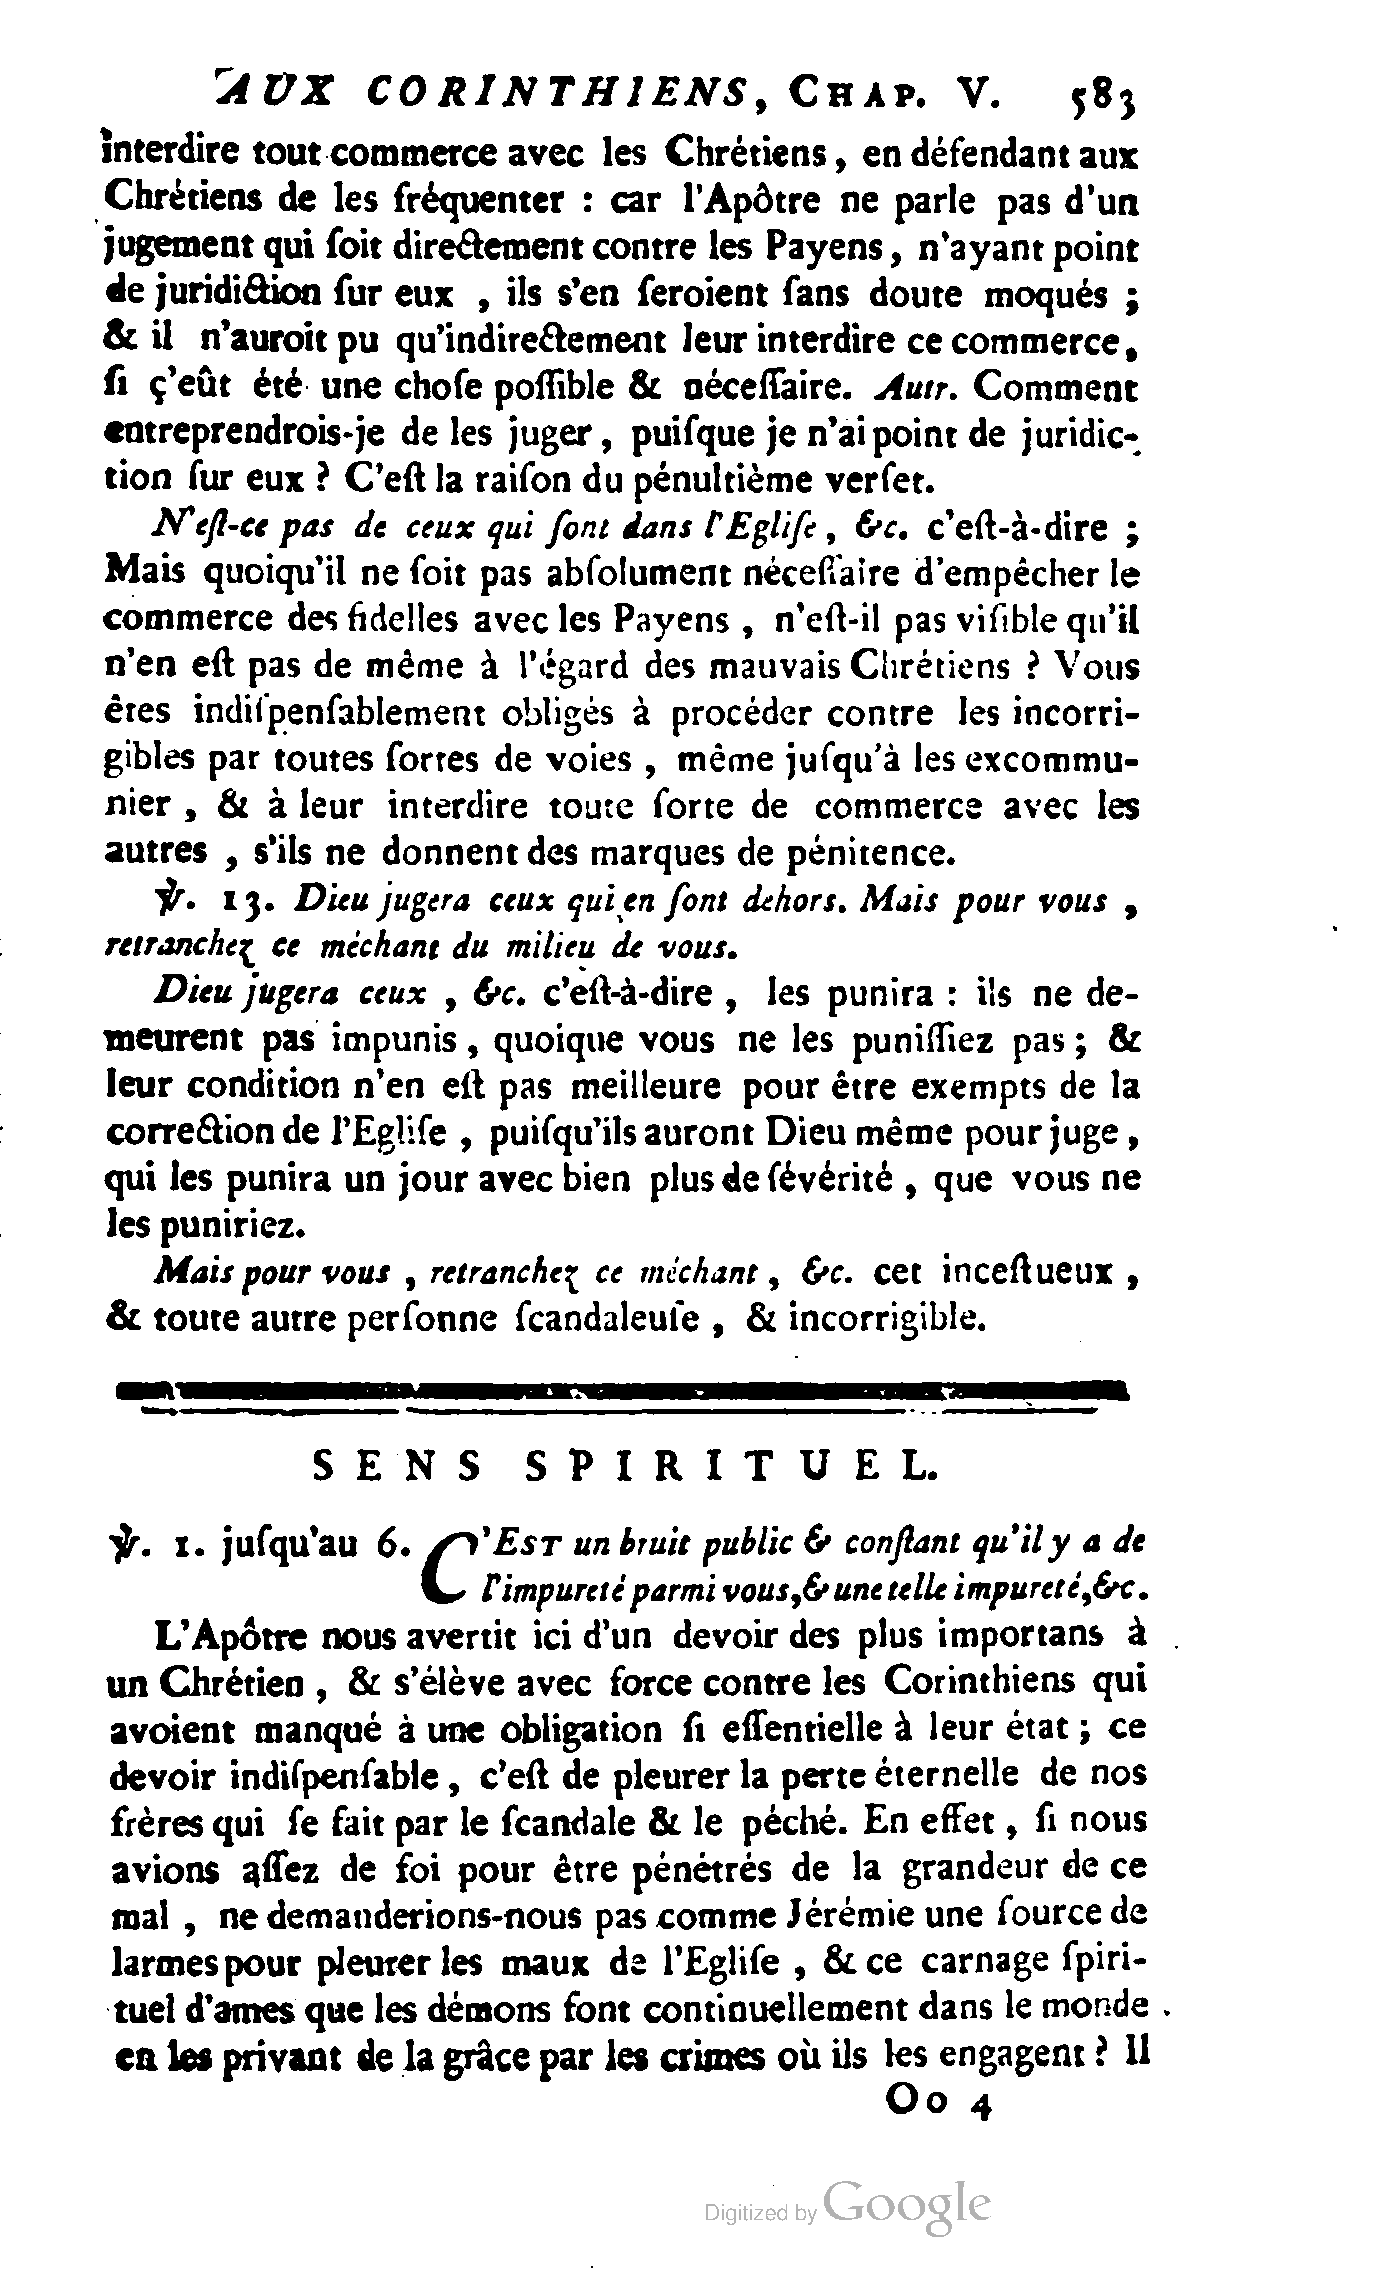 AUX CORINTHIENS, CHAP. V. 583
interdire tout commerce avec les Chrétiens, en défendant aux
Chrétiens de les fréquenter : car l'Apôtre ne parle pas d'un
jugement qui ſoit directement contre les Payens, n'ayant point
de juridiction ſur eux , ils s'en ſeroient ſans doute moqués ;
& il n'auroit pu qu'indirectement leur interdire ce commerce,
ſi ç'eût été une choſe poſſible & néceſſaire. Autr. Comment
entreprendrois-je de les juger, puiſque je n'ai point de juridic-
tion ſur eux ? C'eſt la raiſon du pénultième verſet.
N'eſt-ce pas de ceux qui ſont dans l'Egliſe, &c. c'eſt-à-dire ;
Mais quoiqu'il ne ſoit pas abſolument néceſſaire d'empêcher le
commerce des fidelles avec les Payens , n'eſt-il pas viſible qu'il
n'en eſt pas de même à l'égard des mauvais Chrétiens ? Vous
êtes indiſpenſablement obligés à procéder contre les incorri-
gibles par toutes ſortes de voies , même juſqu'à les excommu-
nier , & à leur interdire toute ſorte de commerce avec les
autres , s'ils ne donnent des marques de pénitence.
℣. 13. Dieu jugera ceux qui en ſont dehors. Mais pour vous ,
retranchez ce méchant du milieu de vous.
Dieu jugera ceux , &c. c'eſt-à-dire , les punira : ils ne de-
meurent pas impunis, quoique vous ne les puniſſiez pas ; &
leur condition n'en eſt pas meilleure pour être exempts de la
correction de l'Egliſe , puiſqu'ils auront Dieu même pour juge,
qui les punira un jour avec bien plus de ſévérité , que vous ne
les puniriez.
Mais pour vous , retranchez ce méchant, &c. cet inceſtueux ,
& toute autre perſonne ſcandaleuſe , & incorrigible.
SENS SPIRITUEL.
℣. 1. juſqu'au 6. C'EST un bruit public & conſtant qu'il y a de
l'impureté parmi vous, & une telle impureté, &c.
L'Apôtre nous avertit ici d'un devoir des plus importans à
un Chrétien , & s'élève avec force contre les Corinthiens qui
avoient manqué à une obligation ſi eſſentielle à leur état ; ce
devoir indiſpenſable, c'eſt de pleurer la perte éternelle de nos
frères qui ſe fait par le ſcandale & le péché. En effet , ſi nous
avions aſſez de foi pour être pénétrés de la grandeur de ce
mal , ne demanderions-nous pas comme Jérémie une ſource de
larmes pour pleurer les maux de l'Egliſe , & ce carnage ſpiri-
tuel d'ames que les démons font continuellement dans le monde
en les privant de la grâce par les crimes où ils les engagent ? Il
Oo 4
Digitized by Google